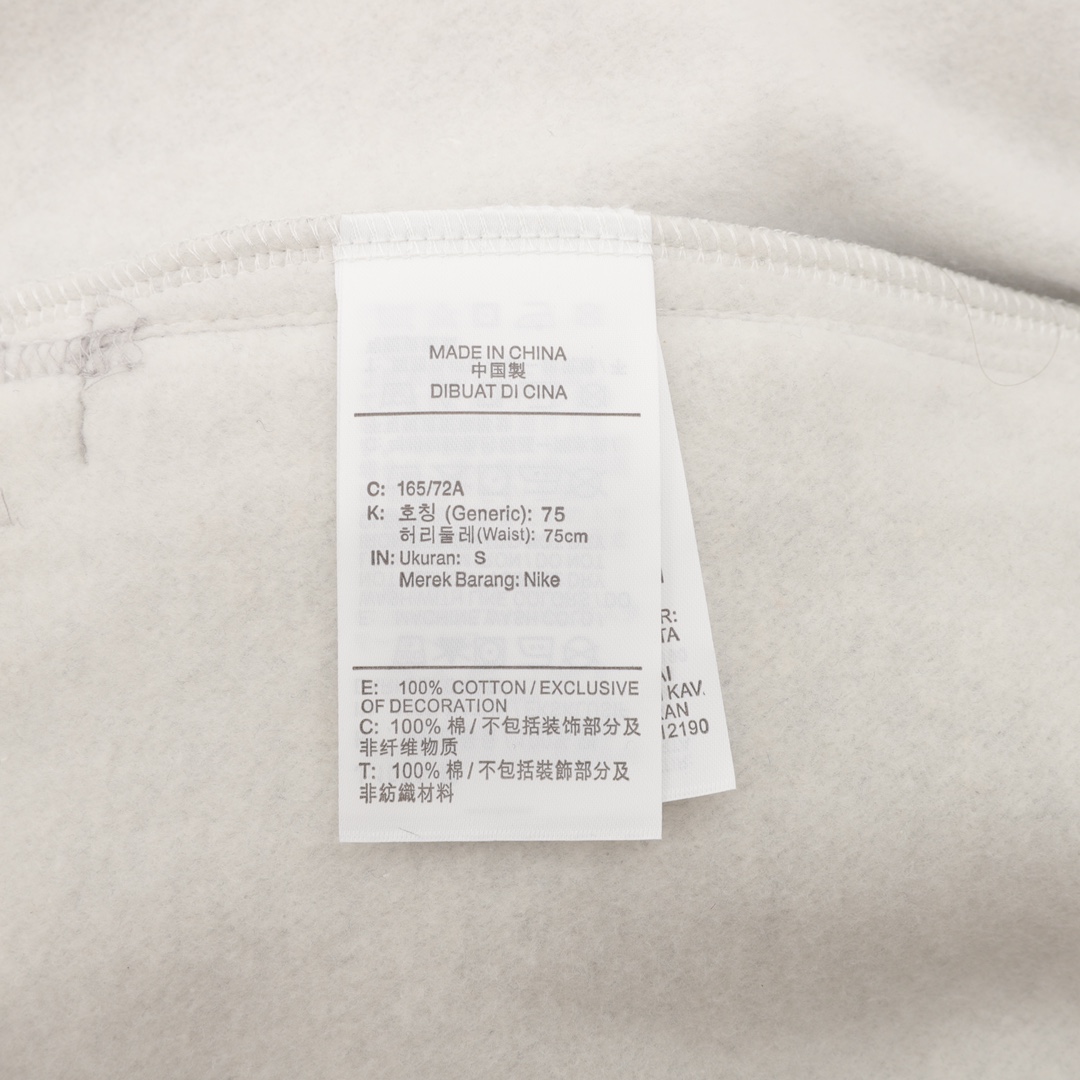 MADE IN CHINA
中国製
DIBUAT DI CINA
C: 165/72A
K: 호칭 (Generic): 75
허리둘레(Waist): 75cm
IN: Ukuran: S
Merek Barang: Nike
E: 100% COTTON / EXCLUSIVE
OF DECORATION
C: 100% 棉 / 不包括装饰部分及
非纤维物质
T: 100% 棉 / 不包括裝飾部分及
非紡織材料
R:
TA
KAV.
12190